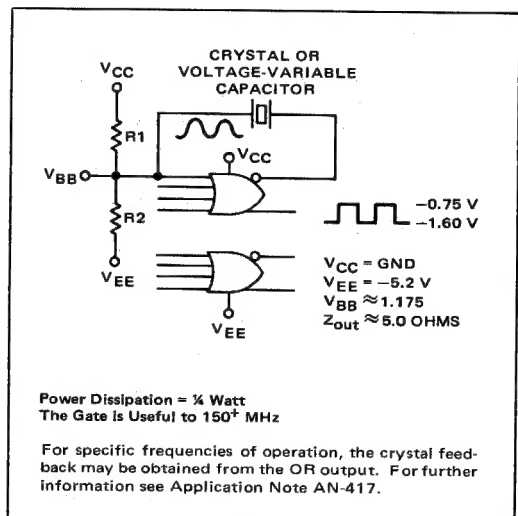 CRYSTAL OR
VOLTAGE-VARIABLE
CAPACITOR
VCC
R1
VCC
VBB
R2
VEE
-0.75 V
-1.60 V
VCC = GND
VEE = -5.2 V
VBB ≈ 1.175
Zout ≈ 5.0 OHMS
VEE
Power Dissipation = ¼ Watt
The Gate is Useful to 150+ MHz
For specific frequencies of operation, the crystal feed-
back may be obtained from the OR output. For further
information see Application Note AN-417.